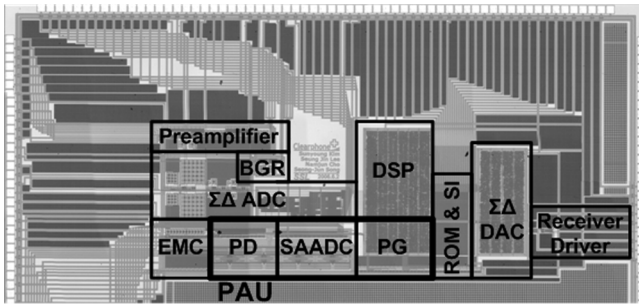 Preamplifier
Clearphone
BGR
DSP
ΣΔ ADC
ROM & SI
ΣΔ
DAC
Receiver
Driver
EMC
PD
SAADC
PG
PAU